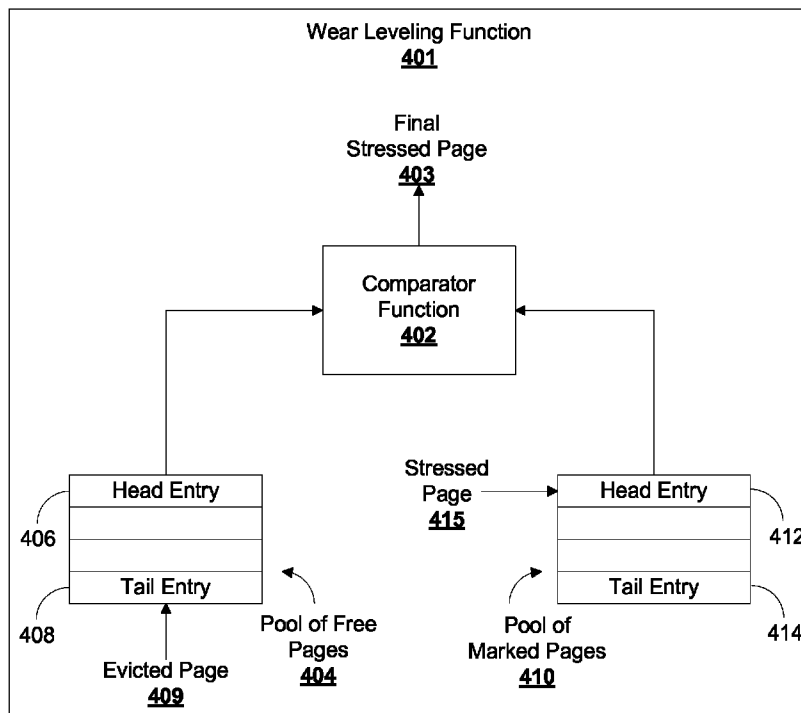 Wear Leveling Function
401
Final
Stressed Page
403
Comparator
Function
402
Head Entry
406
Tail Entry
408
Evicted Page
409
Pool of Free
Pages
404
Stressed
Page
415
Head Entry
412
Tail Entry
414
Pool of
Marked Pages
410